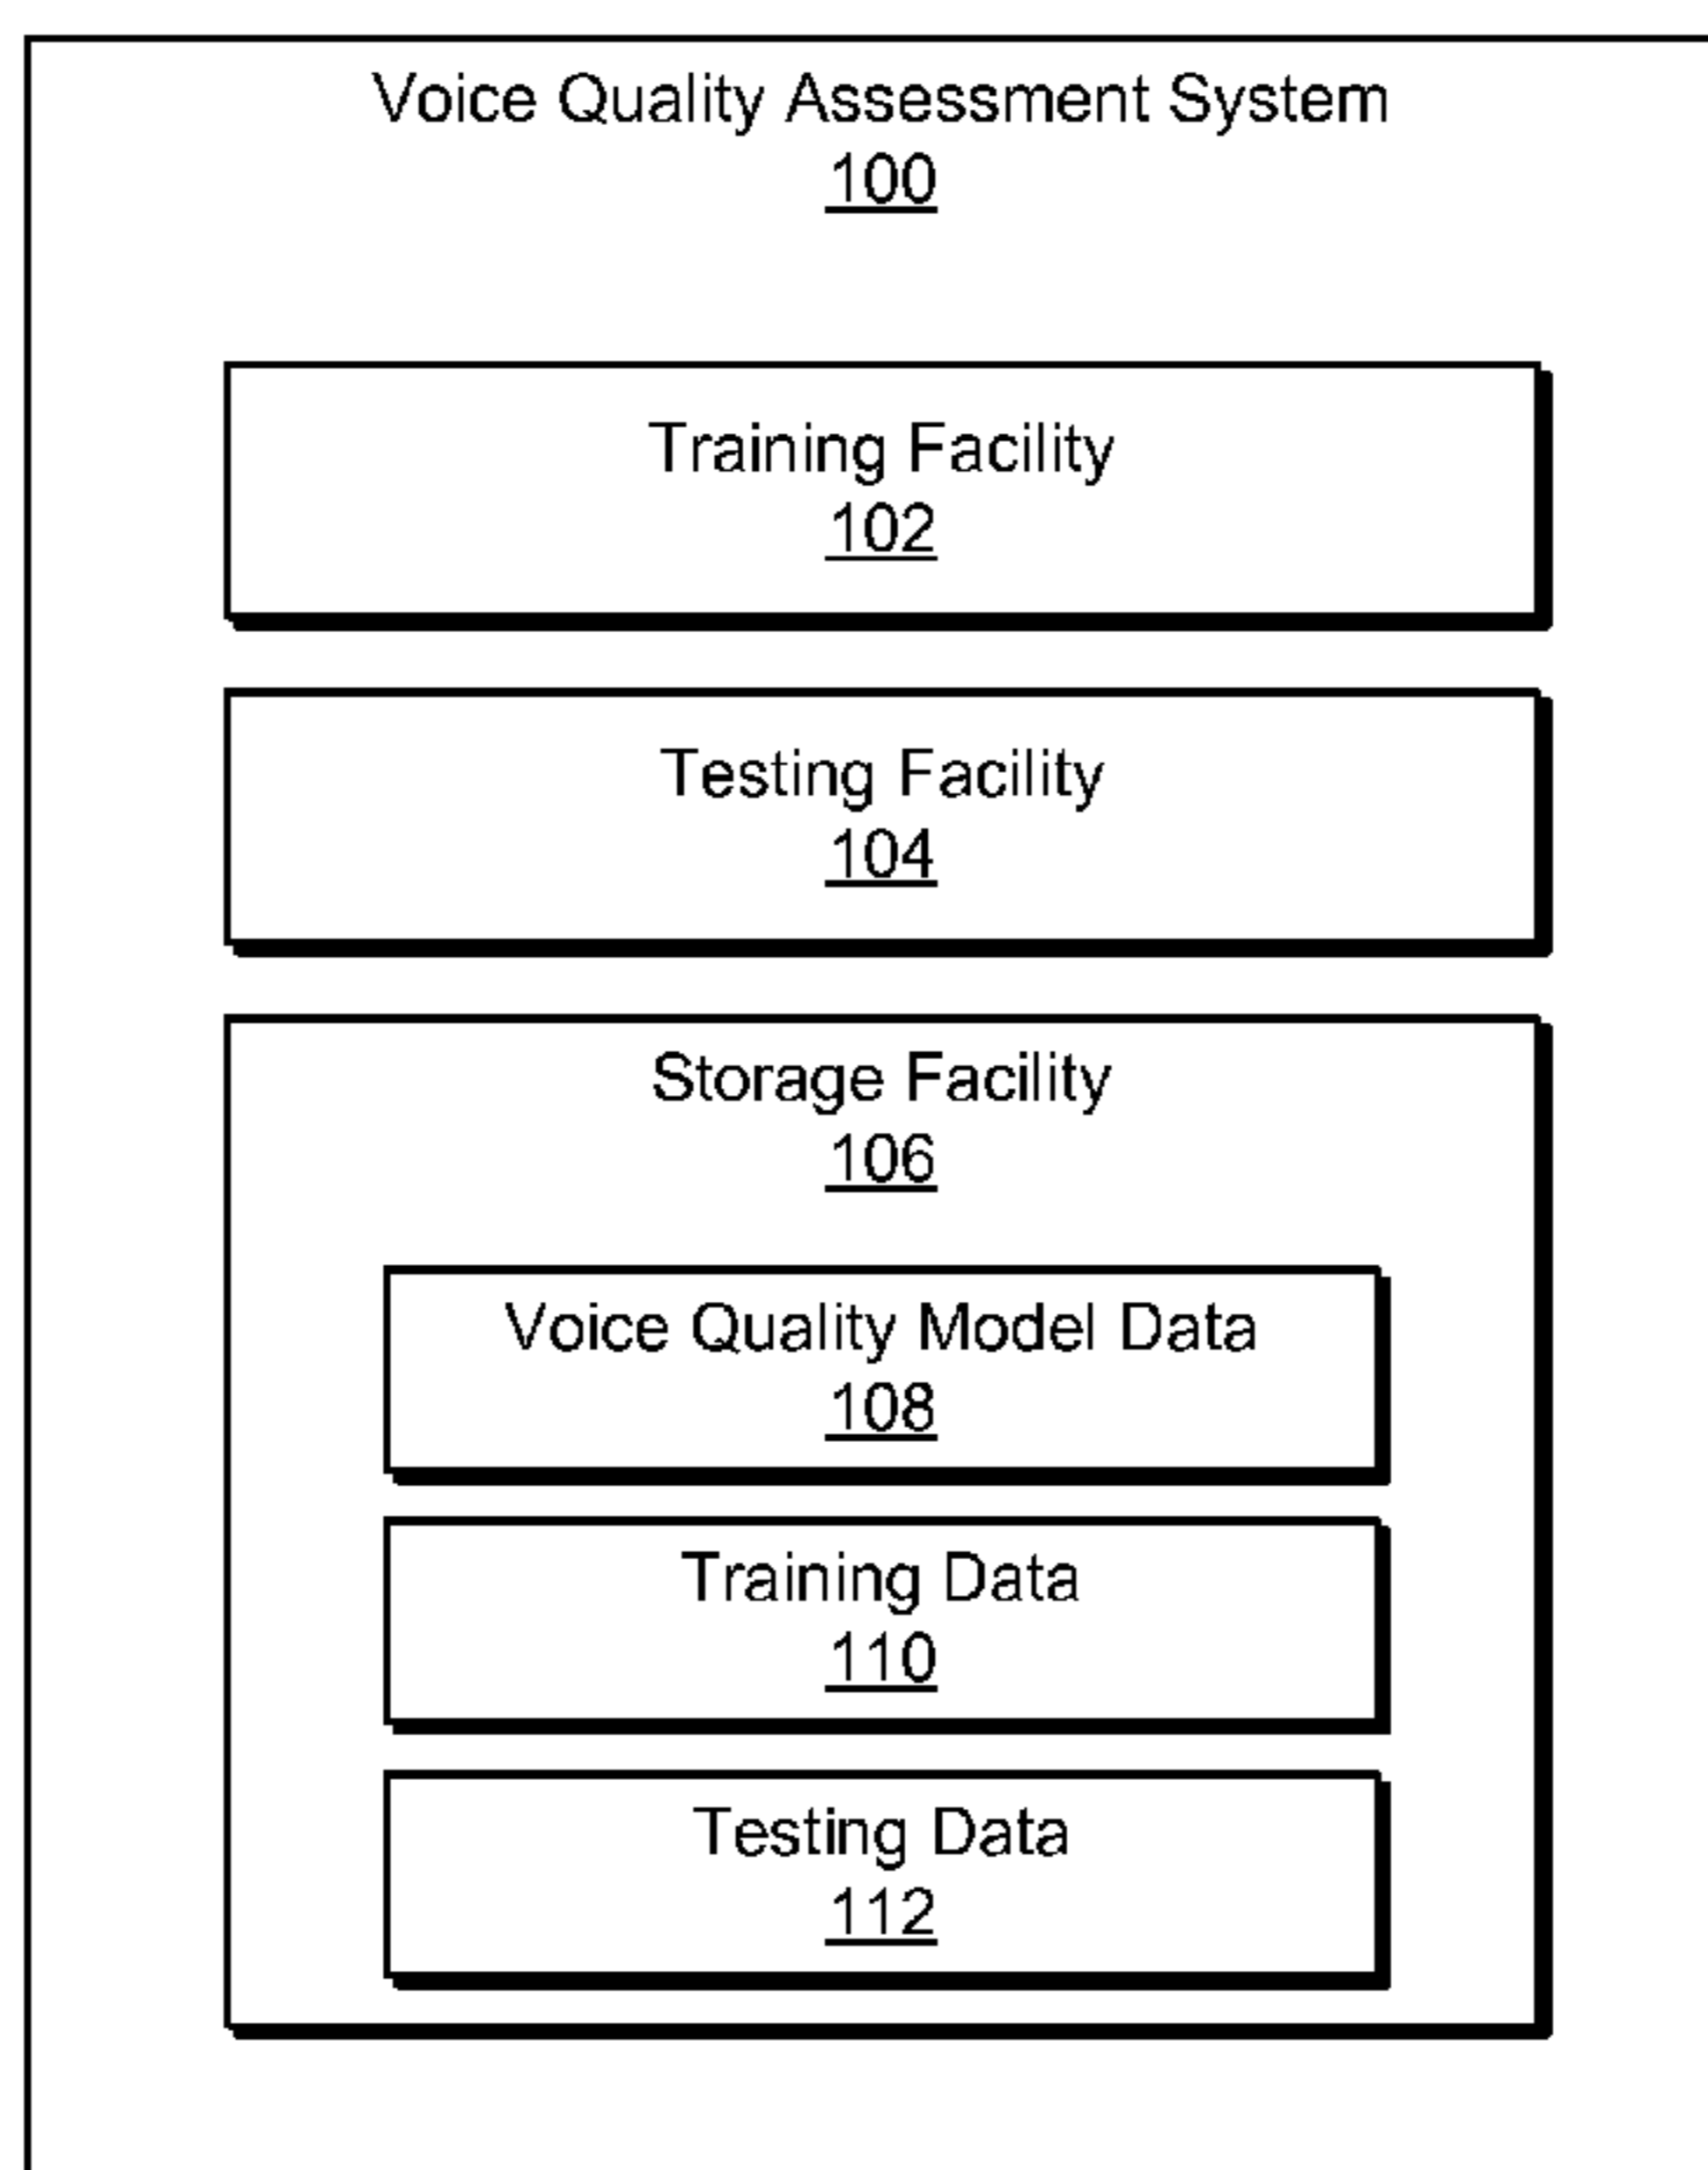 Voice Quality Assessment System
100
Training Facility
102
Testing Facility
104
Storage Facility
106
Voice Quality Model Data
108
Training Data
110
Testing Data
112